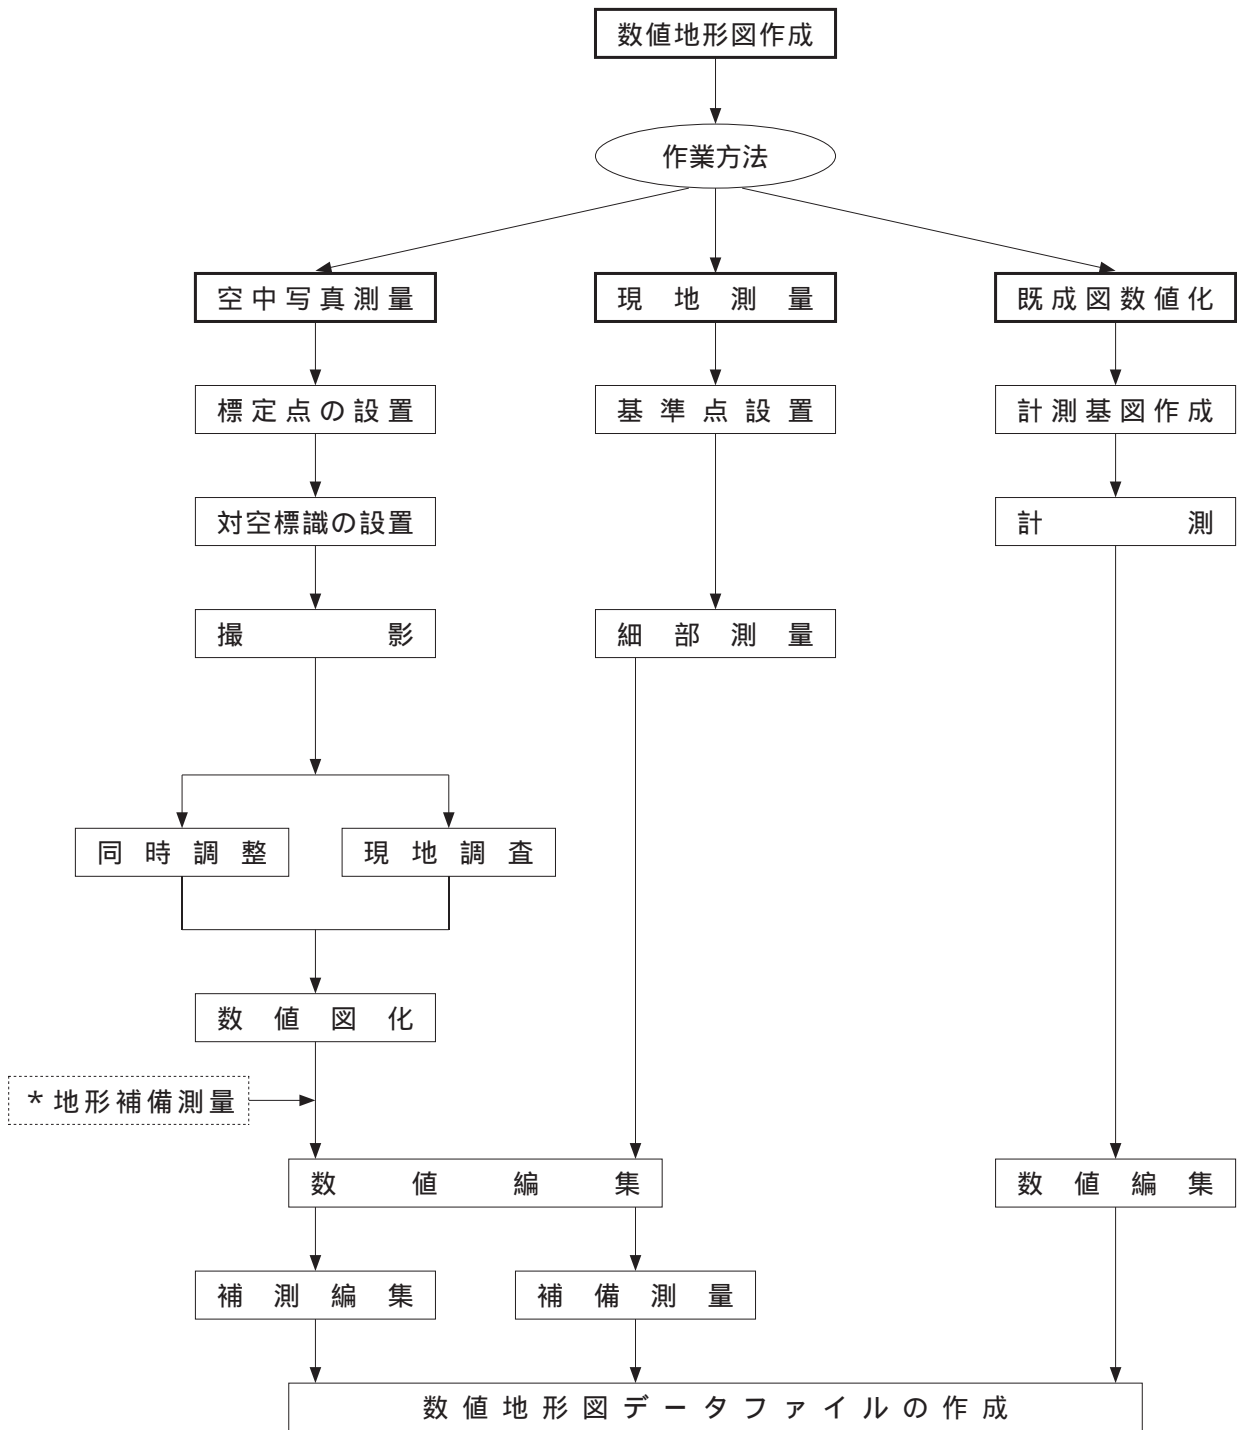 数値地形図作成
作業方法
空中写真測量
現地測量
既成図数値化
標定点の設置
基準点設置
計測基図作成
対空標識の設置
計測
撮影
細部測量
同時調整
現地調査
数値図化
*地形補備測量
数値編集
数値編集
補測編集
補備測量
数値地形図データファイルの作成